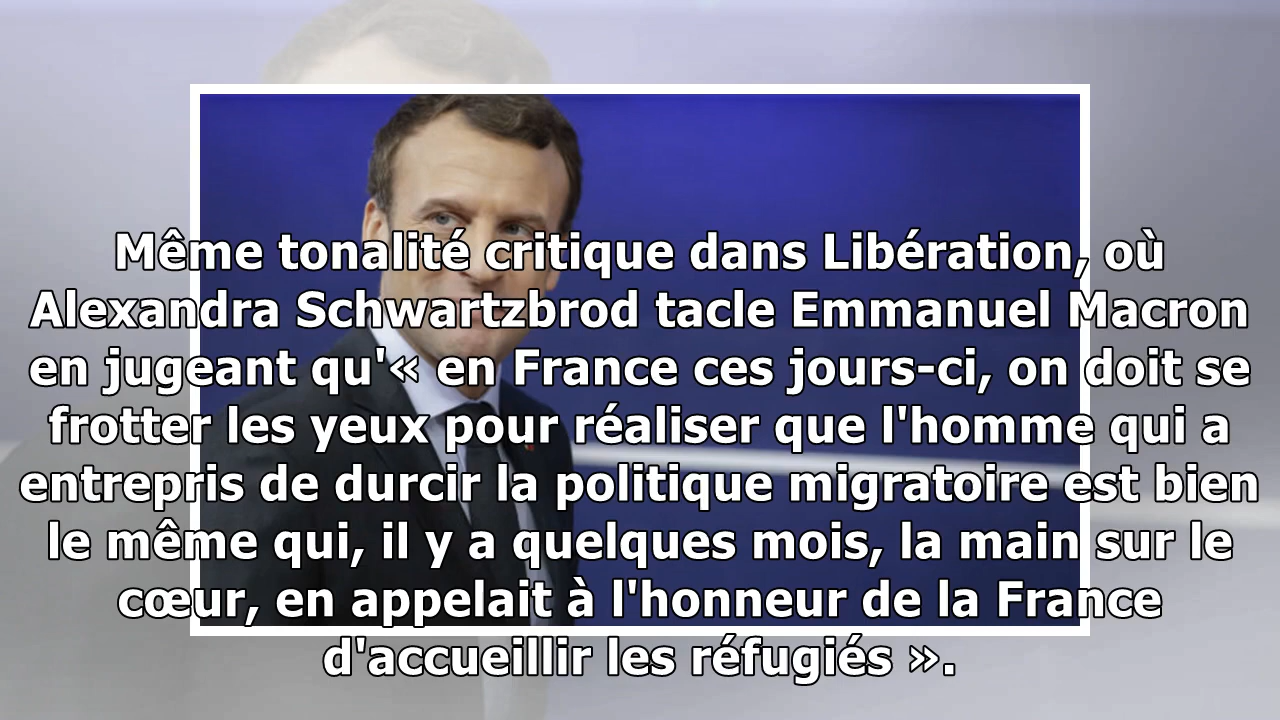 Même tonalité critique dans Libération, où
Alexandra Schwartzbrod tacle Emmanuel Macron
en jugeant qu'« en France ces jours-ci, on doit se
frotter les yeux pour réaliser que l'homme qui a
entrepris de durcir la politique migratoire est bien
le même qui, il y a quelques mois, la main sur le
cœur, en appelait à l'honneur de la France
d'accueillir les réfugiés ».